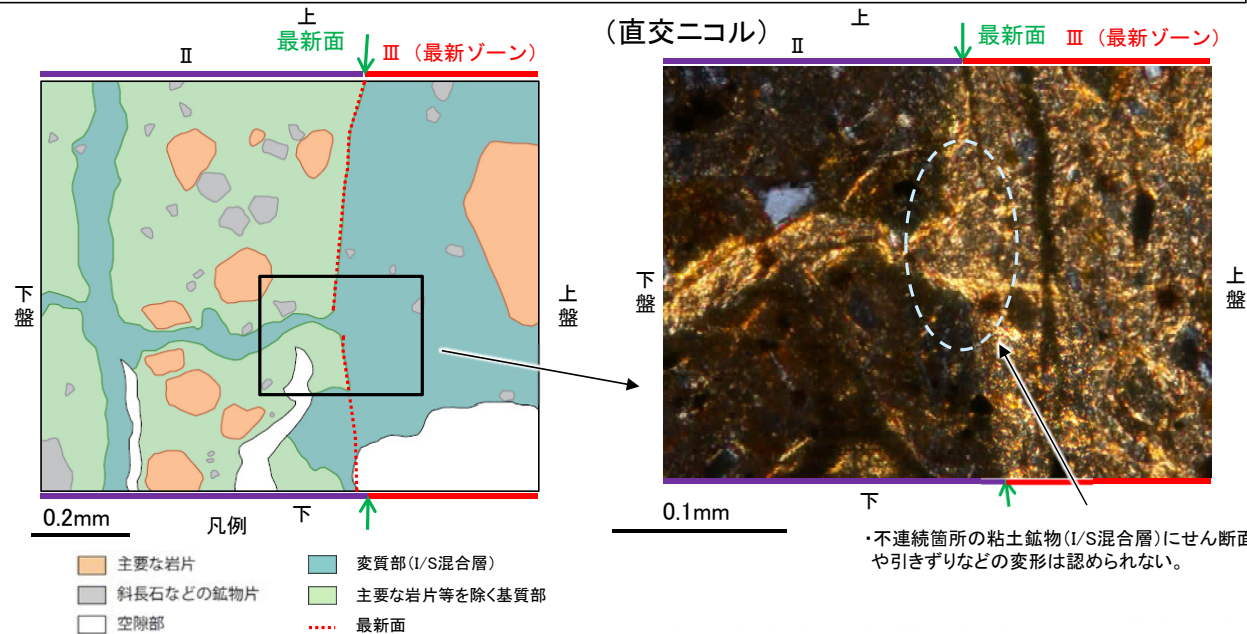 上
最新面
Ⅱ
Ⅲ (最新ゾーン)
下盤
上盤
0.2mm
凡例
下
主要な岩片
変質部(I/S混合層)
斜長石などの鉱物片
主要な岩片等を除く基質部
空隙部
最新面
(直交ニコル)
上
Ⅱ
最新面
Ⅲ (最新ゾーン)
下盤
上盤
下
0.1mm
・不連続箇所の粘土鉱物(I/S混合層)にせん断面
や引きずりなどの変形は認められない。